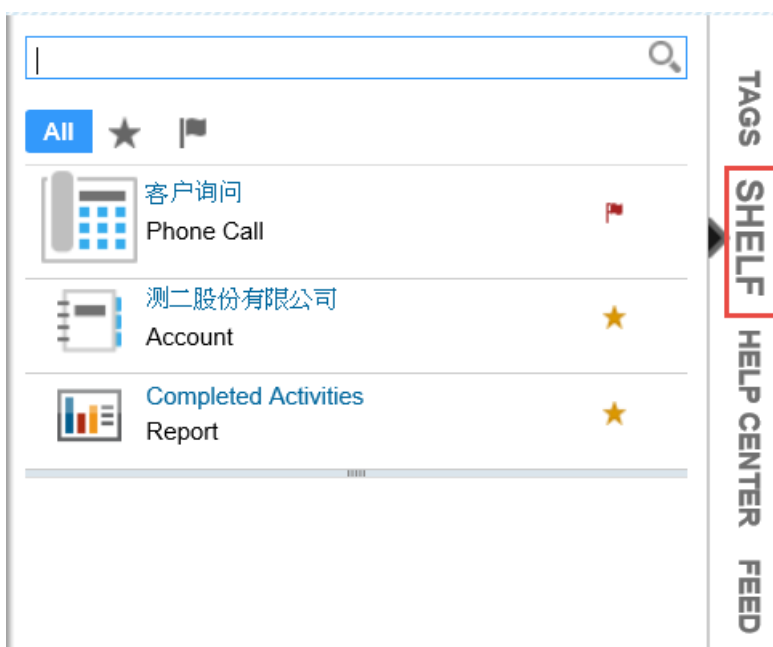 All
客户询问
Phone Call
测二股份有限公司
Account
Completed Activities
Report
TAGS
SHELF
HELP CENTER
FEED